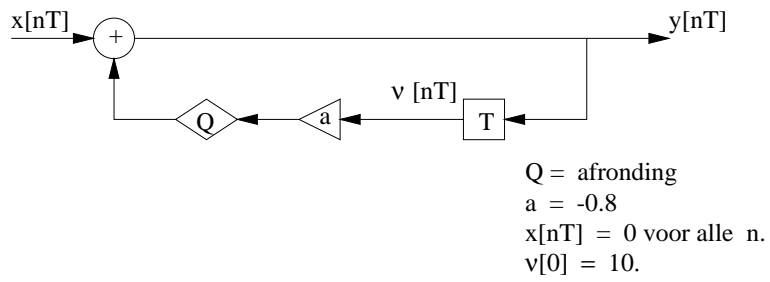 x[nT]
y[nT]
+
ν [nT]
Q
a
T
Q = afronding
a = -0.8
x[nT] = 0 voor alle n.
ν[0] = 10.